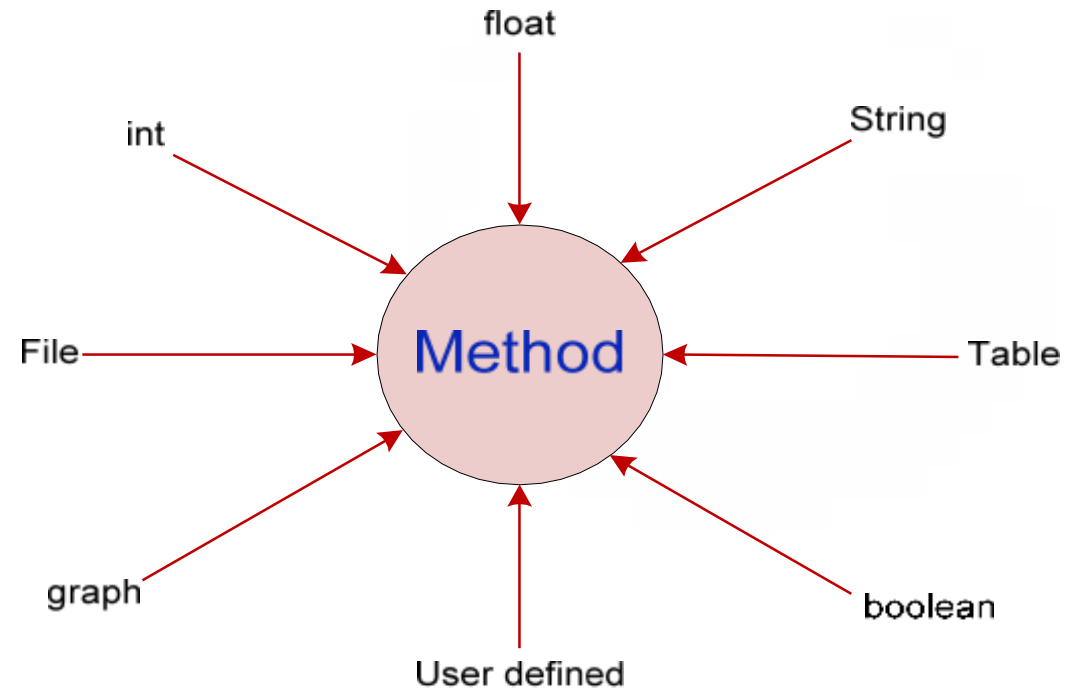 float
String
int
File
Method
Table
graph
boolean
User defined